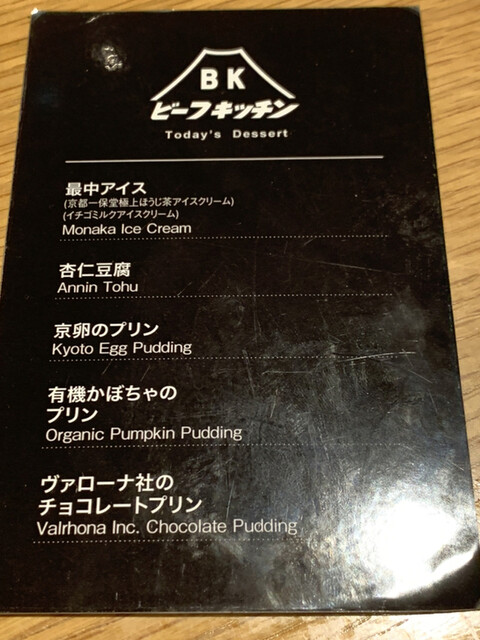 BK
ビーフキッチン
Today's Dessert
最中アイス
(京都一保堂極上ほうじ茶アイスクリーム)
(イチゴミルクアイスクリーム)
Monaka Ice Cream
杏仁豆腐
Annin Tohu
京卵のプリン
Kyoto Egg Pudding
有機かぼちゃの
プリン
Organic Pumpkin Pudding
ヴァローナ社の
チョコレートプリン
Valrhona Inc. Chocolate Pudding